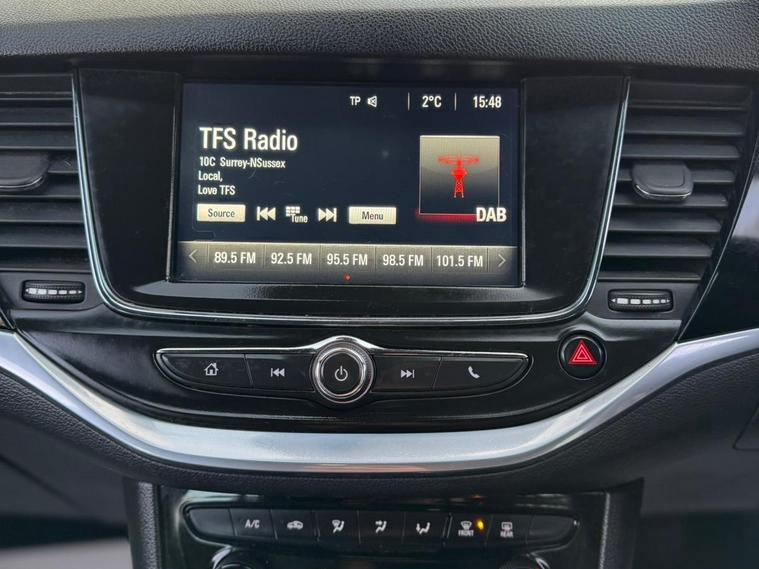 TP 2°C 15:48
TFS Radio
10C Surrey-NSussex
Local,
Love TFS
Source Tune Menu DAB
89.5 FM 92.5 FM 95.5 FM 98.5 FM 101.5 FM
A/C FRONT REAR